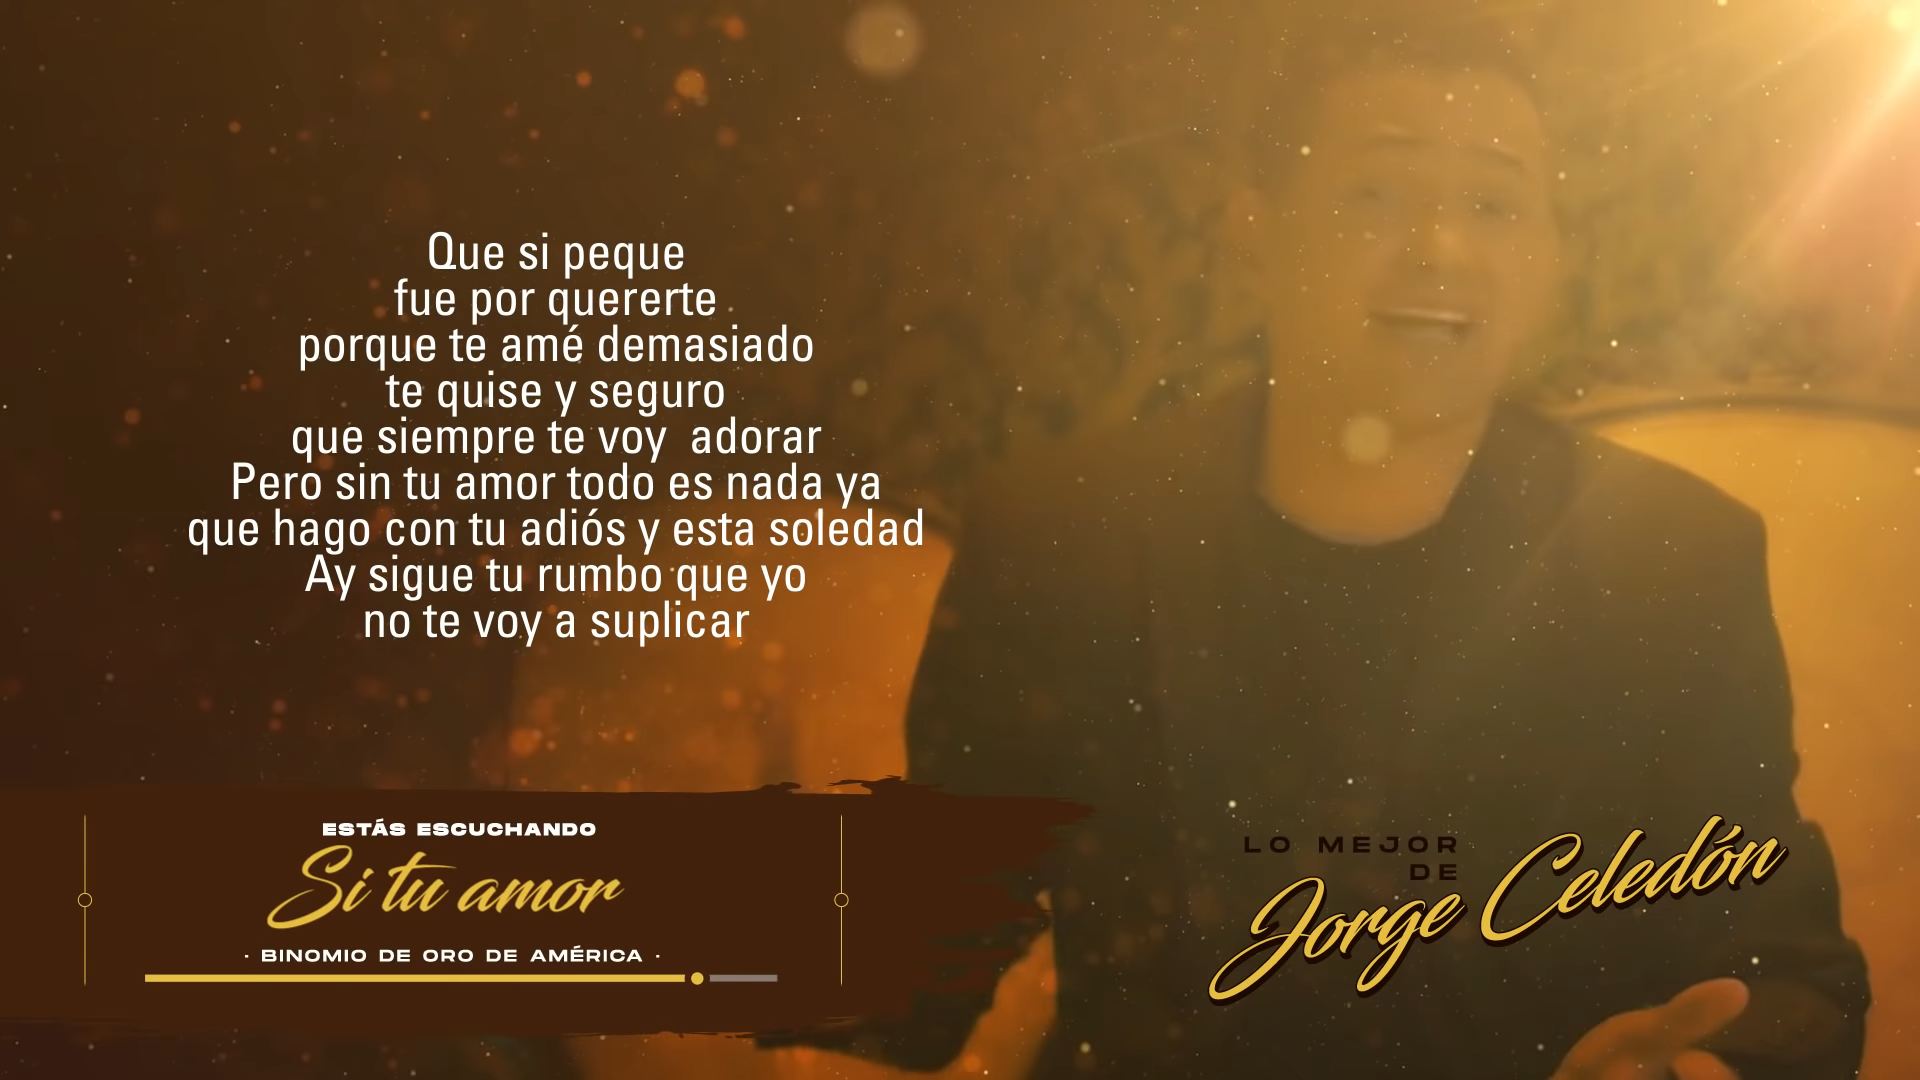 Que si peque
fue por quererte
porque te amé demasiado
te quise y seguro
que siempre te voy  adorar
Pero sin tu amor todo es nada ya
que hago con tu adiós y esta soledad
Ay sigue tu rumbo que yo
no te voy a suplicar
ESTÁS ESCUCHANDO
Si tu amor
· BINOMIO DE ORO DE AMÉRICA ·
LO MEJOR
DE
Jorge Celedón